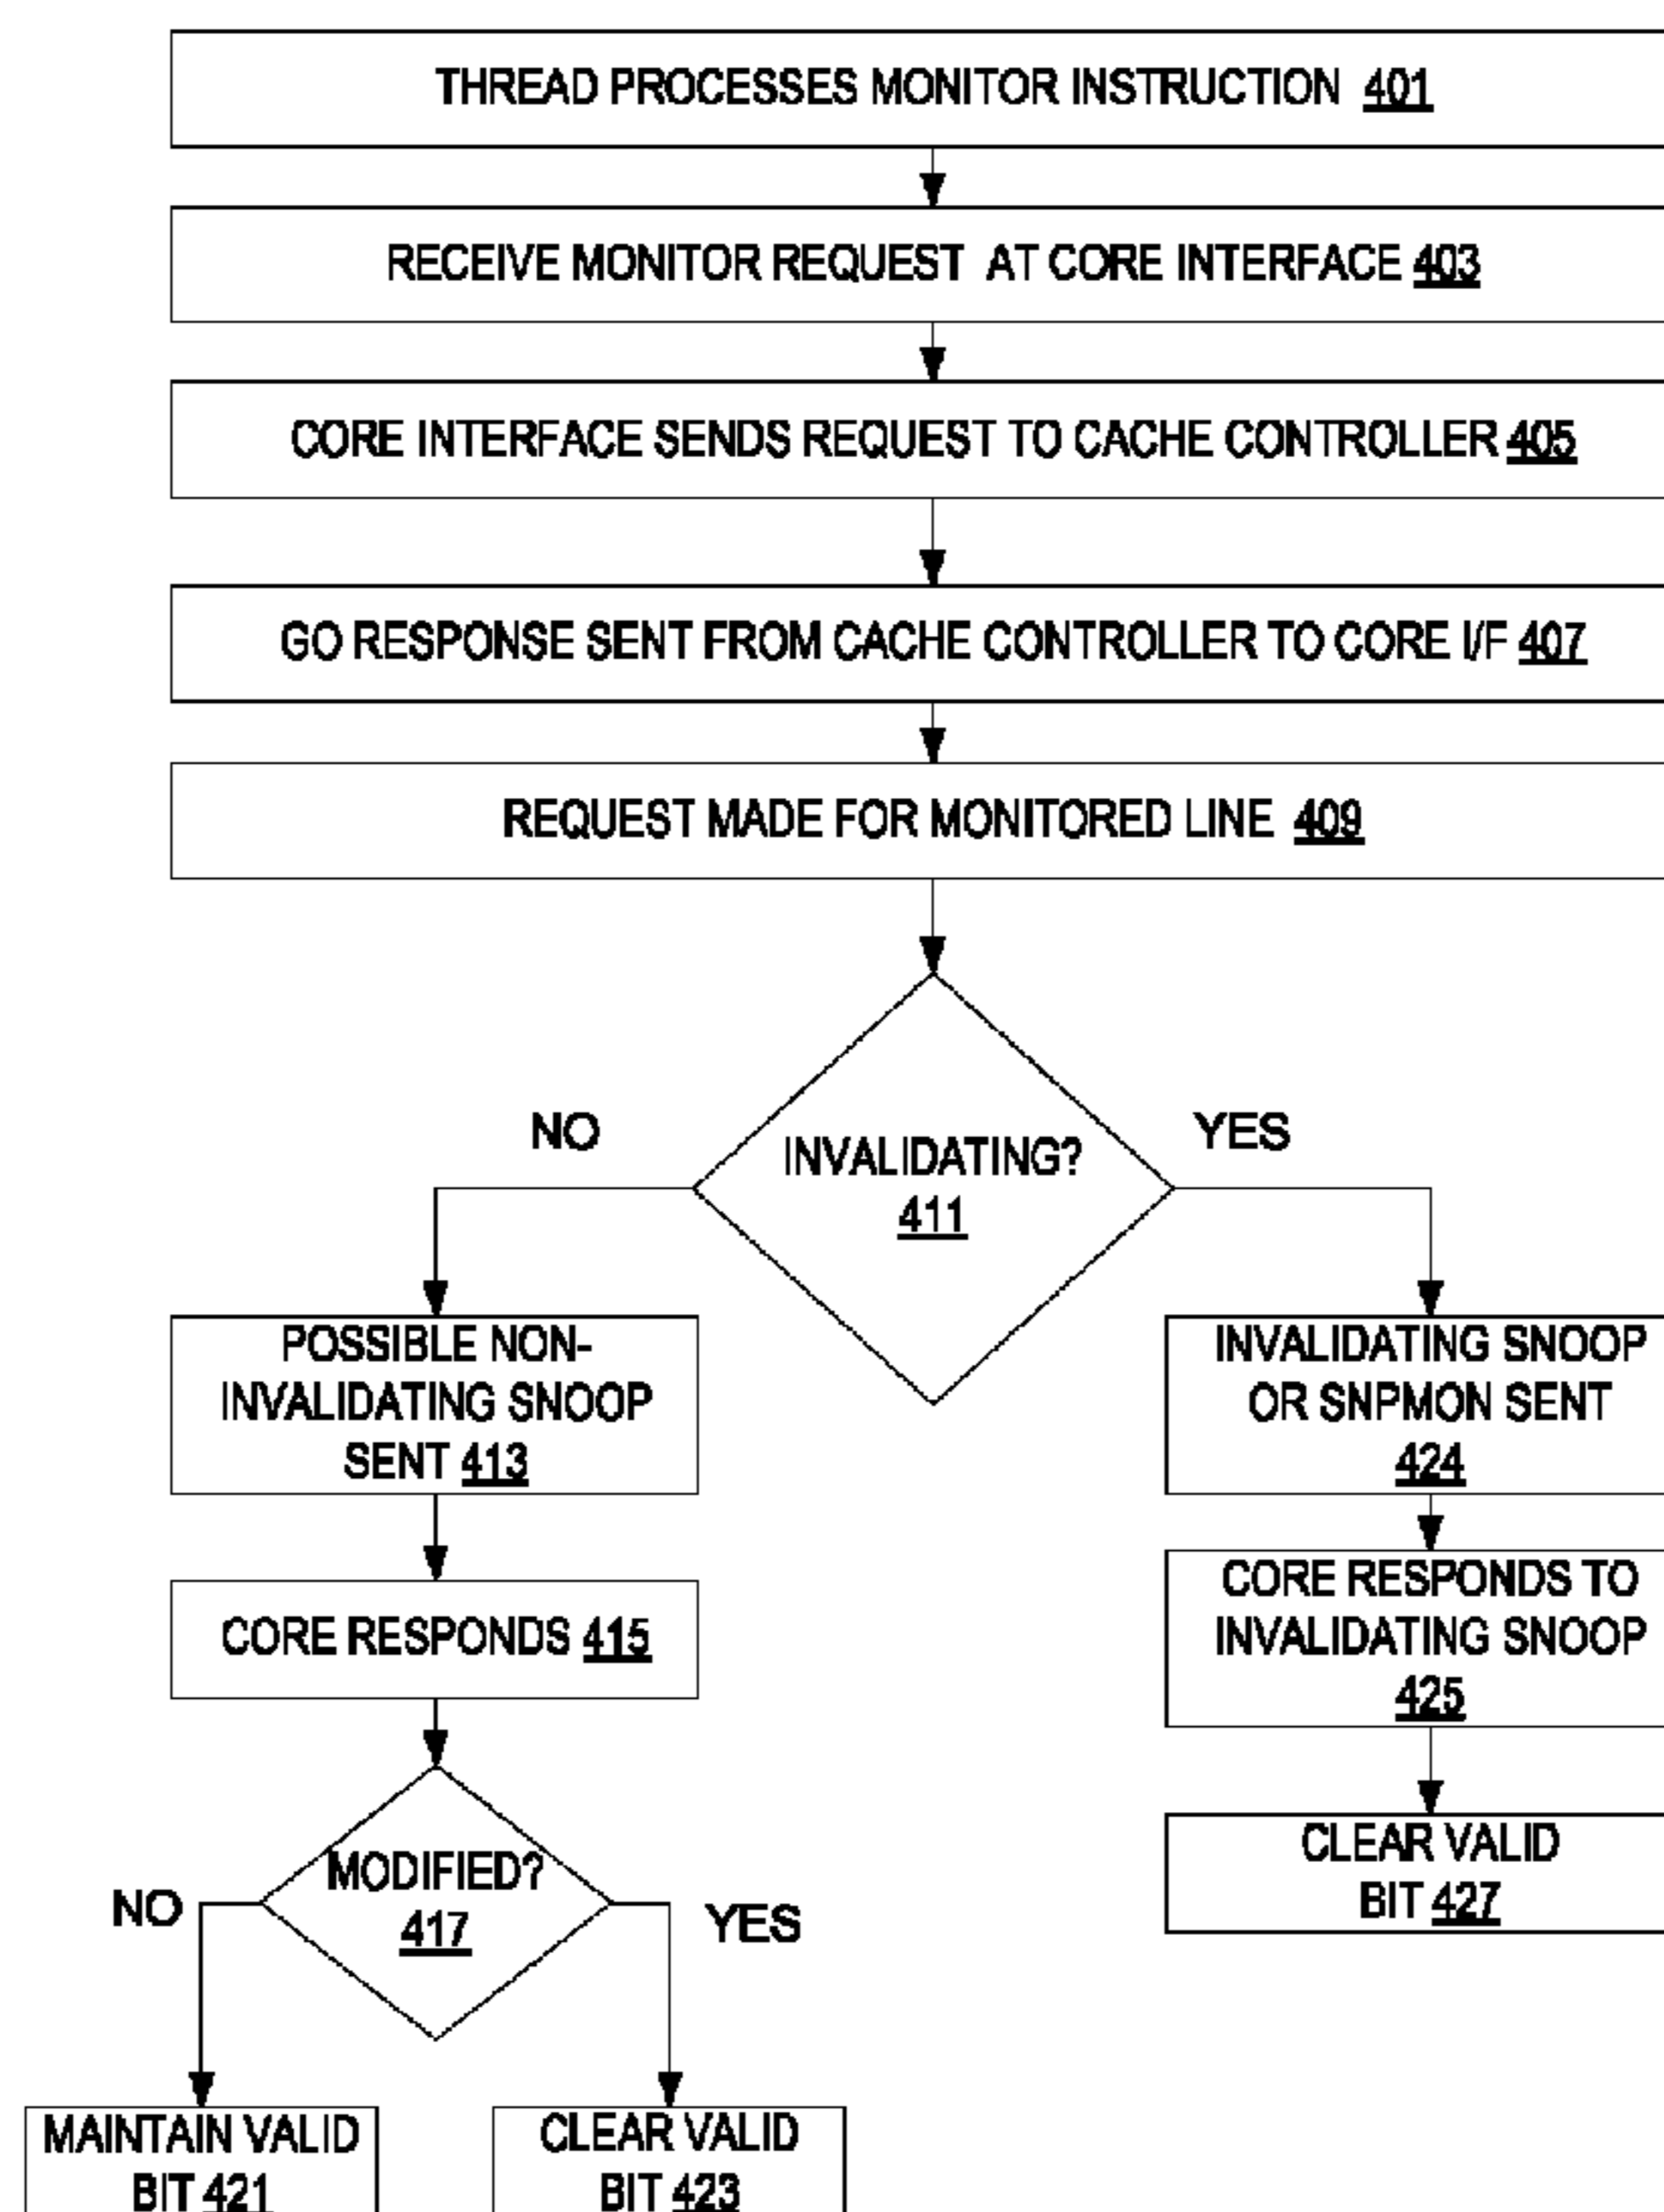 THREAD PROCESSES MONITOR INSTRUCTION 401
RECEIVE MONITOR REQUEST AT CORE INTERFACE 403
CORE INTERFACE SENDS REQUEST TO CACHE CONTROLLER 405
GO RESPONSE SENT FROM CACHE CONTROLLER TO CORE I/F 407
REQUEST MADE FOR MONITORED LINE 409
NO
INVALIDATING?
411
YES
POSSIBLE NON-
INVALIDATING SNOOP
SENT 413
INVALIDATING SNOOP
OR SNPMON SENT
424
CORE RESPONDS 415
CORE RESPONDS TO
INVALIDATING SNOOP
425
NO
MODIFIED?
417
YES
CLEAR VALID
BIT 427
MAINTAIN VALID
BIT 421
CLEAR VALID
BIT 423